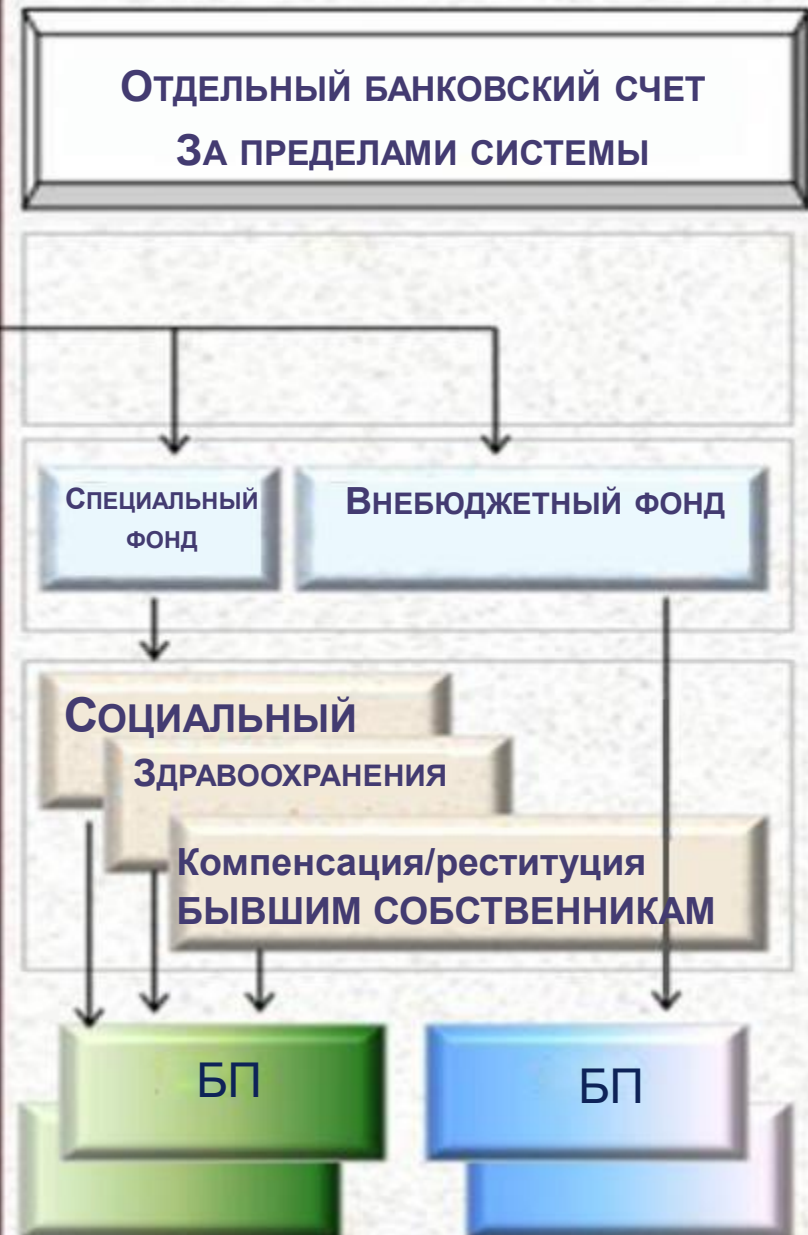 Отдельный банковский счет
За пределами системы
Специальный
фонд
Внебюджетный фонд
Социальный
Здравоохранения
Компенсация/реституция
БЫВШИМ СОБСТВЕННИКАМ
БП
БП